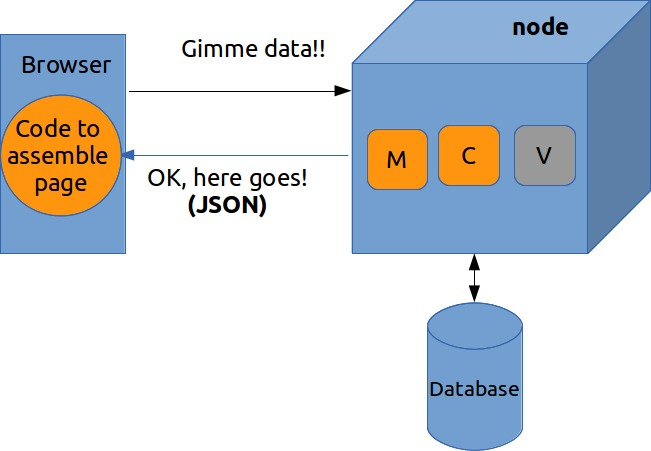 node
Gimme data!!
Browser
Code to
assemble
page
M
C
V
OK, here goes!
(JSON)
Database